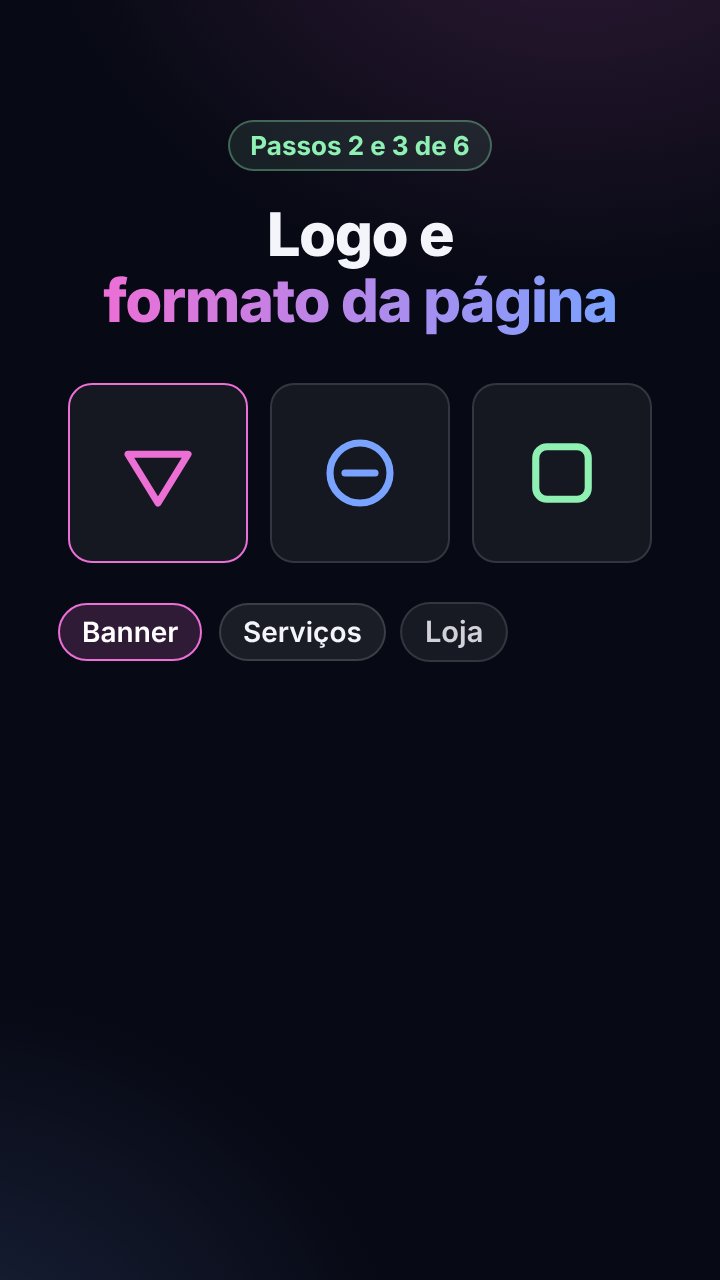 Passos 2 e 3 de 6
Logo e
formato da página
Banner
Serviços
Loja